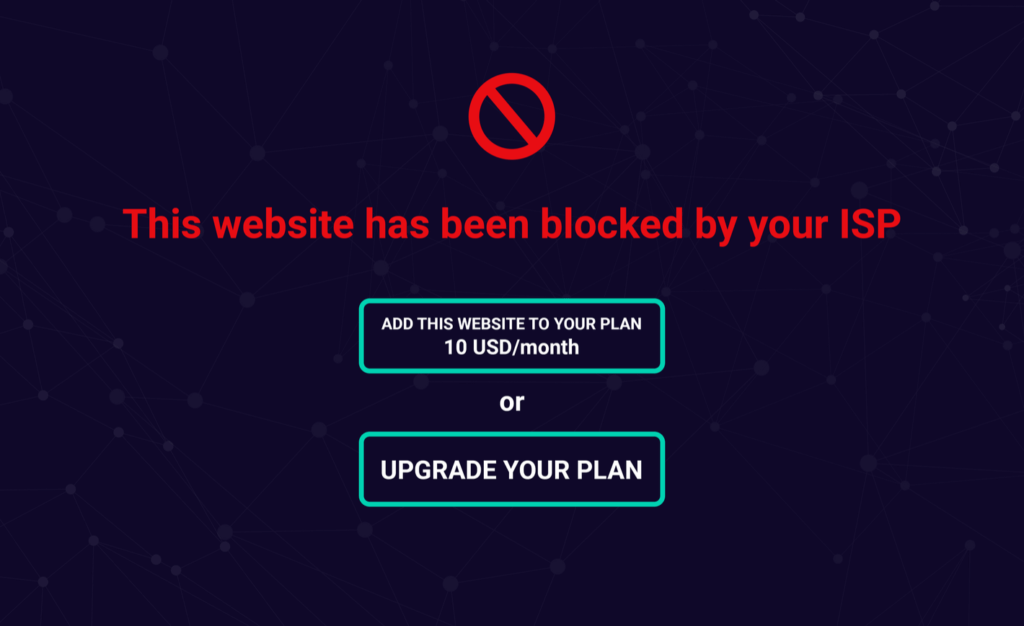 This website has been blocked by your ISP
ADD THIS WEBSITE TO YOUR PLAN
10 USD/month
or
UPGRADE YOUR PLAN